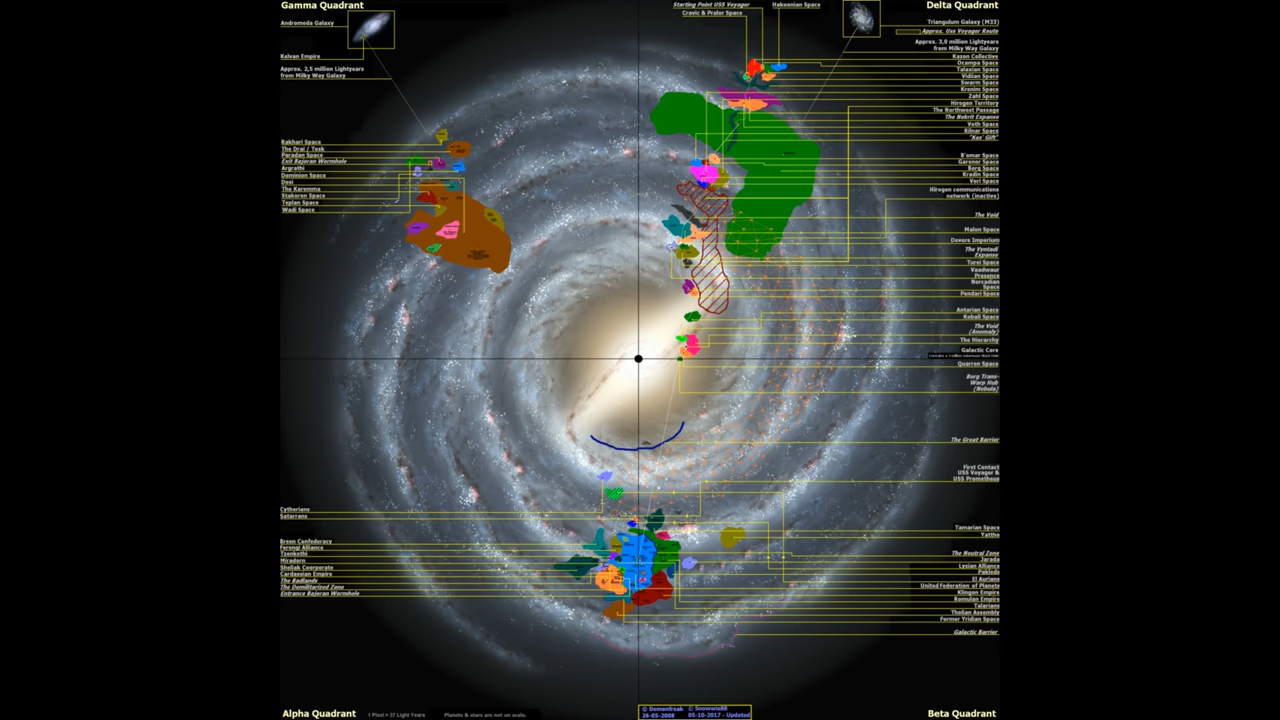 Gamma Quadrant
Andromeda Galaxy
Kelvan Empire
Approx. 2,5 million Lightyears
from Milky Way Galaxy
Starting Point USS Voyager
Cravic & Pralor Space
Hakoonian Space
Delta Quadrant
Triangulum Galaxy (M33)
Approx. Uss Voyager Route
Approx. 3,0 million Lightyears
from Milky Way Galaxy
Kazon Collective
Ocampa Space
Talaxian Space
Vidiian Space
Swarm Space
Krenim Space
Zahl Space
Hirogen Territory
The Northwest Passage
The Nekrit Expanse
Voth Space
Rilnar Space
"Kes' Gift"
B'omar Space
Garenor Space
Borg Space
Kradin Space
Vori Space
Hirogen communications
network (inactive)
The Void
Malon Space
Devore Imperium
The Vyntadi
Expanse
Turei Space
Vaadwaur
Presence
Norcadian
Space
Pendari Space
Antarian Space
Kobali Space
The Void
(Anomaly)
The Hierarchy
Galactic Core
Quarren Space
Borg Trans-
Warp Hub
(Nebula)
The Great Barrier
First Contact
USS Voyager &
USS Prometheus
Tamarian Space
Yattho
The Neutral Zone
Jarada
Lysian Alliance
Pakleds
El Aurians
United Federation of Planets
Klingon Empire
Romulan Empire
Talarians
Tholian Assembly
Former Yridian Space
Galactic Barrier
Rakhari Space
The Drai / Tosk
Paradan Space
Exit Bajoran Wormhole
Argrathi
Dominion Space
Dosi
The Karemma
Stakoron Space
Teplan Space
Wadi Space
Cytherians
Satarrans
Breen Confederacy
Ferengi Alliance
Tzenkethi
Miradorn
Sheliak Coorperate
Cardassian Empire
The Badlands
The Demilitarized Zone
Entrance Bajoran Wormhole
Alpha Quadrant
1 Pixel = 37 Light Years
Planets & stars are not on scale.
© Demonfreak
26-05-2008
© Snowwie88
05-10-2017 - Updated
Beta Quadrant